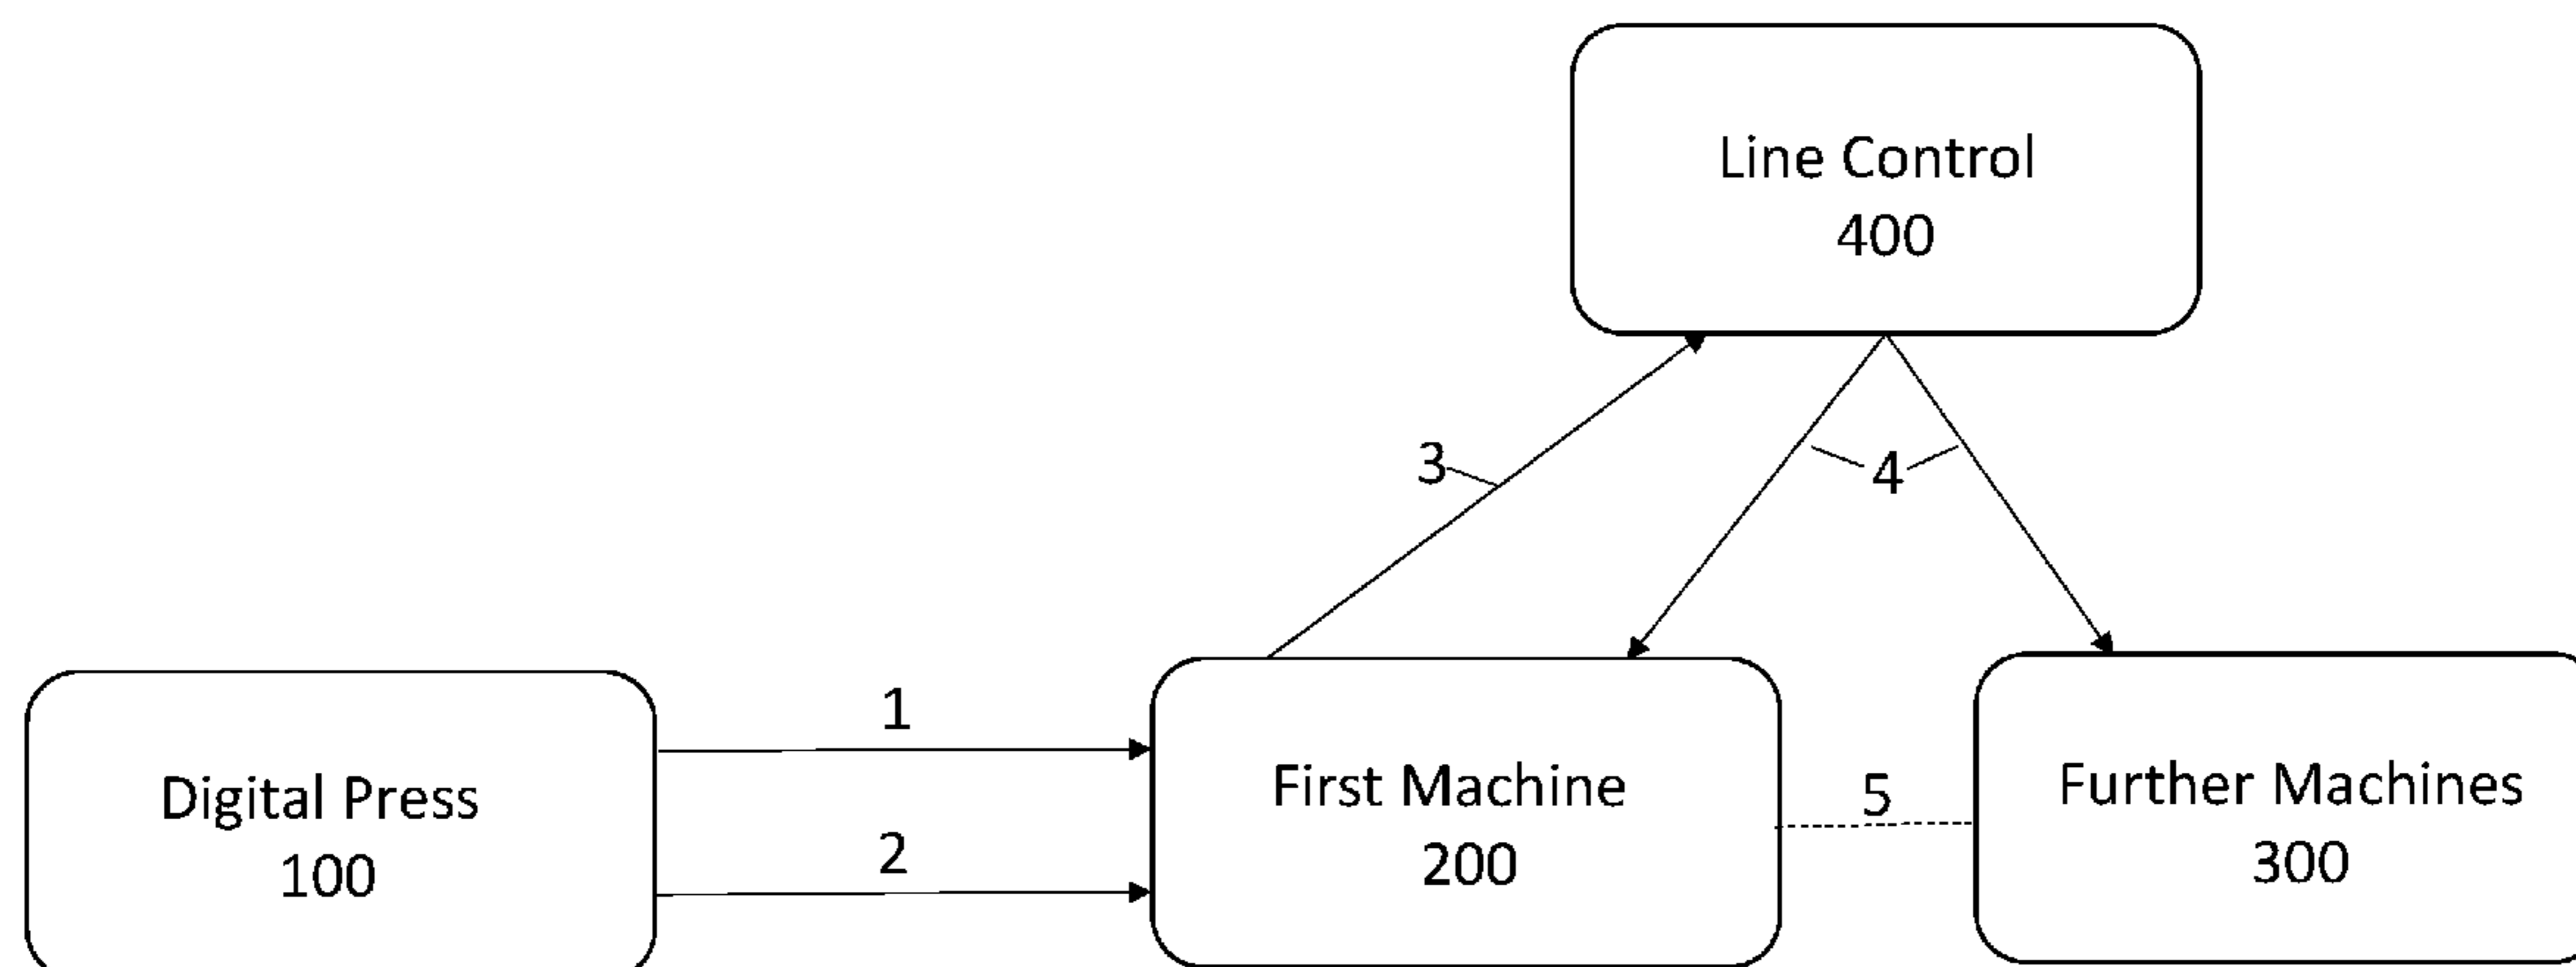 Line Control
400
3
4
1
Digital Press
100
2
First Machine
200
5
Further Machines
300